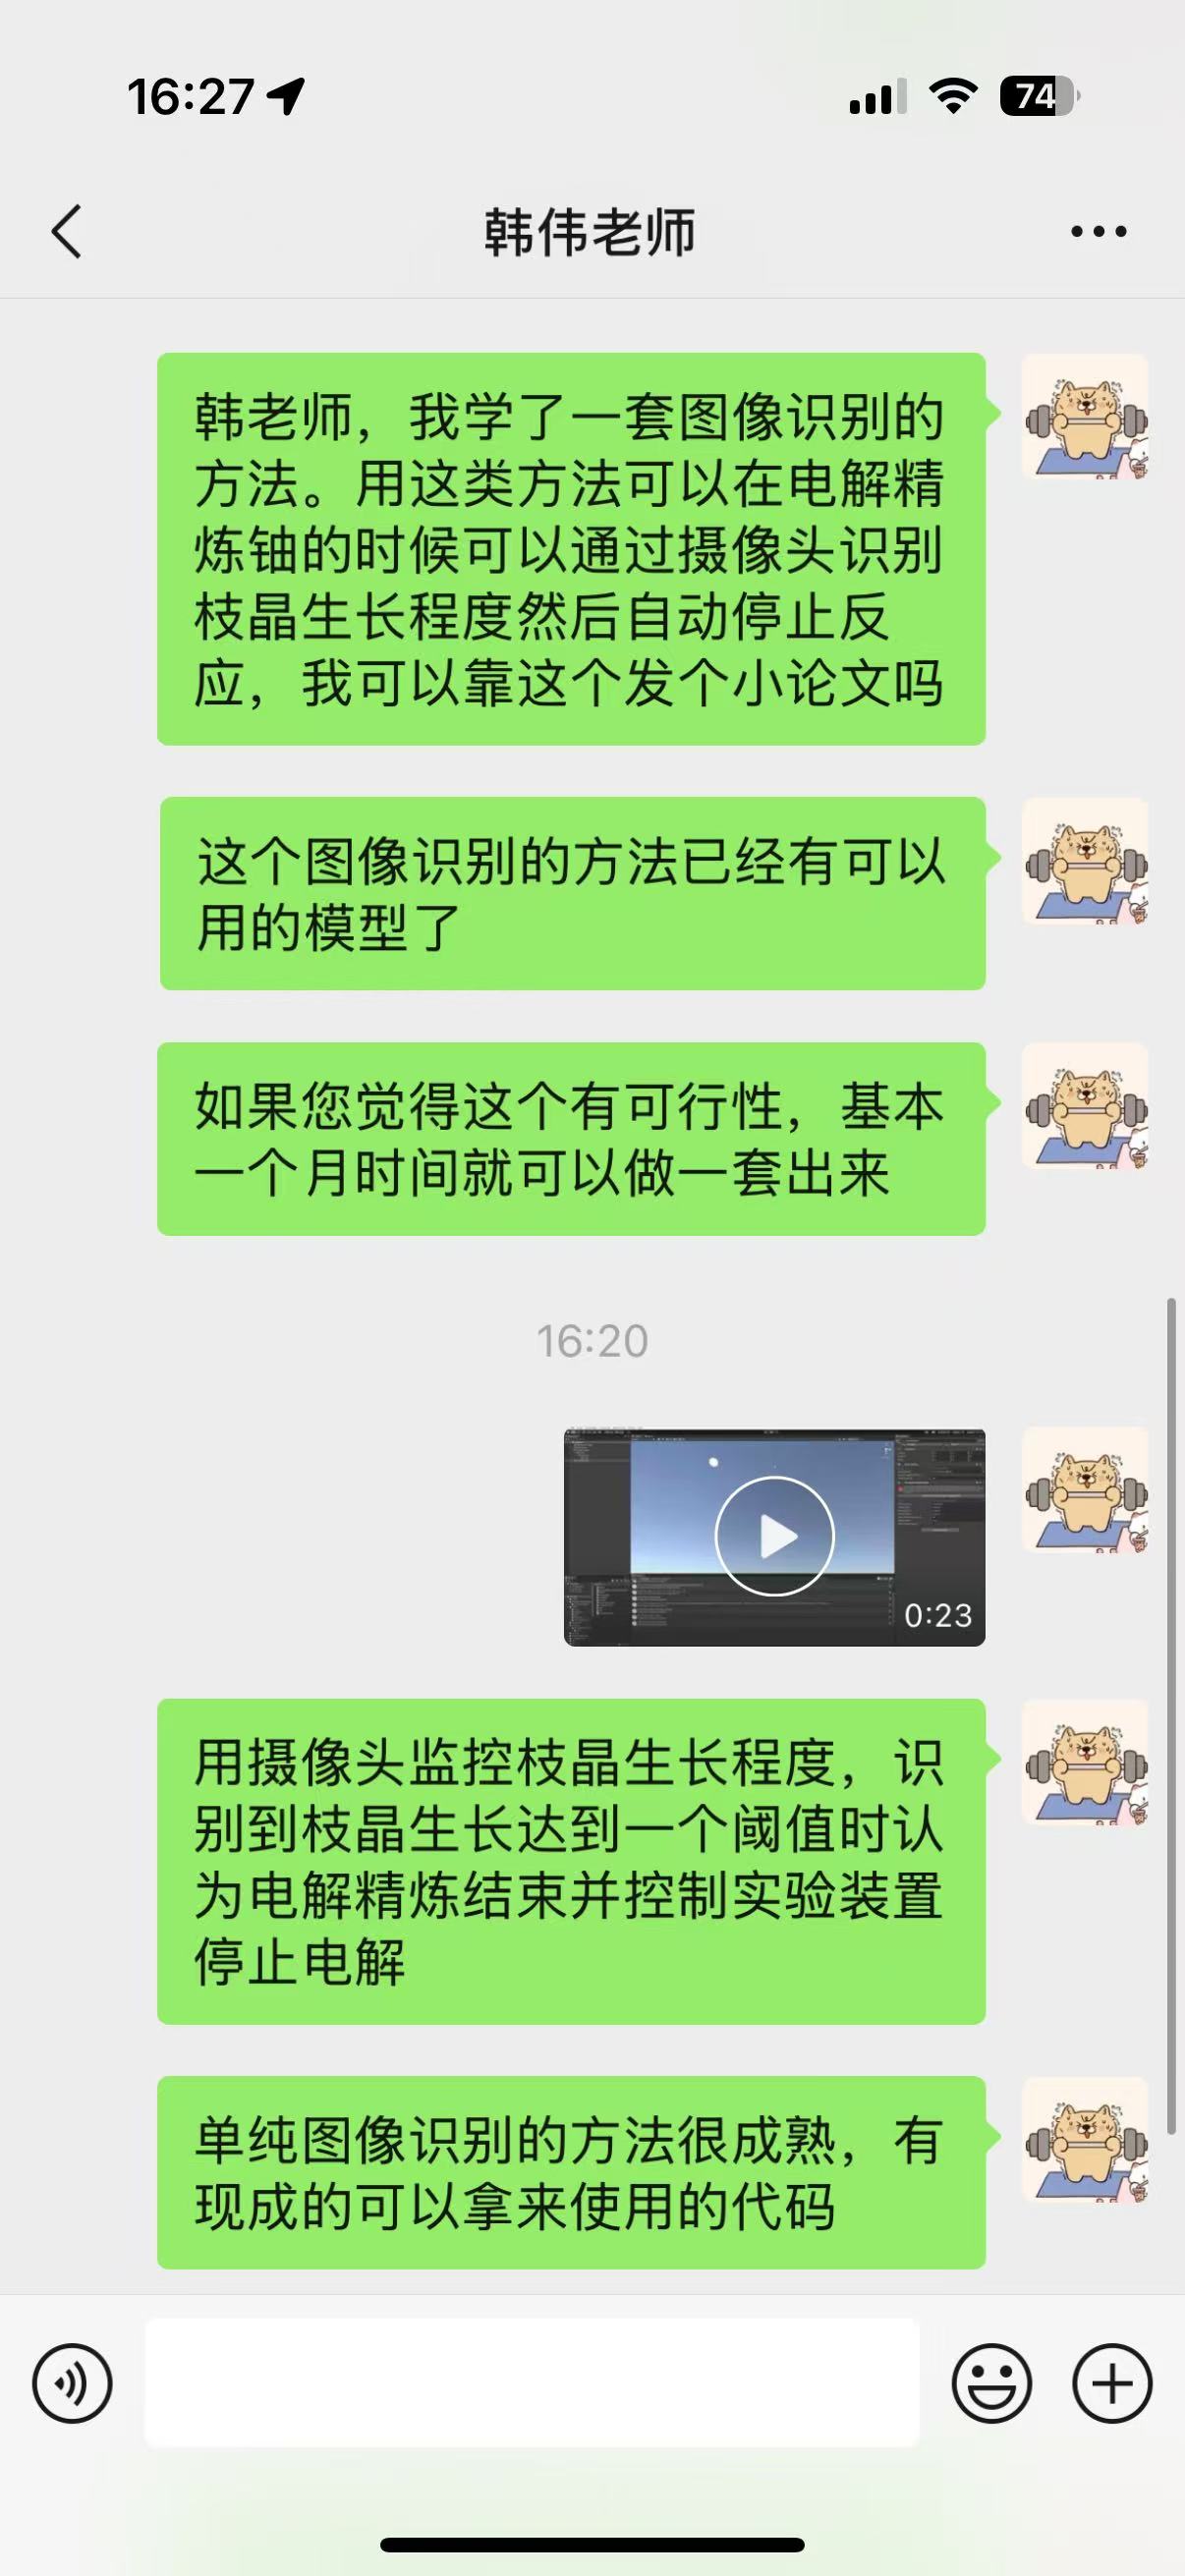 16:27
74
韩伟老师
韩老师，我学了一套图像识别的
方法。用这类方法可以在电解精
炼铀的时候可以通过摄像头识别
枝晶生长程度然后自动停止反
应，我可以靠这个发个小论文吗
这个图像识别的方法已经有可以
用的模型了
如果您觉得这个有可行性，基本
一个月时间就可以做一套出来
16:20
0:23
用摄像头监控枝晶生长程度，识
别到枝晶生长达到一个阈值时认
为电解精炼结束并控制实验装置
停止电解
单纯图像识别的方法很成熟，有
现成的可以拿来使用的代码